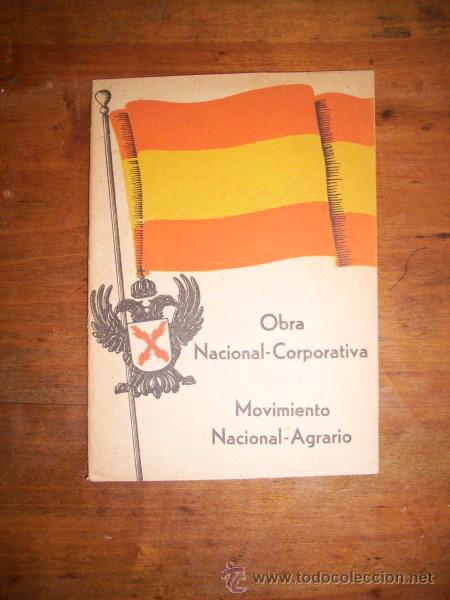 Obra
Nacional-Corporativa
Movimiento
Nacional-Agrario
www.todocoleccion.net